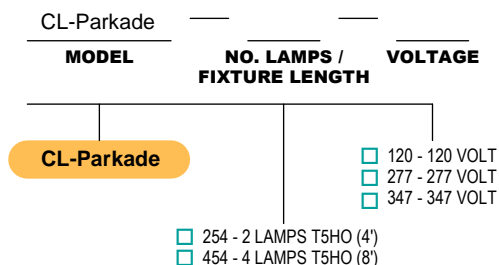 CL-Parkade — —
MODEL NO. LAMPS / VOLTAGE
FIXTURE LENGTH
CL-Parkade
120 - 120 VOLT
277 - 277 VOLT
347 - 347 VOLT
254 - 2 LAMPS T5HO (4')
454 - 4 LAMPS T5HO (8')